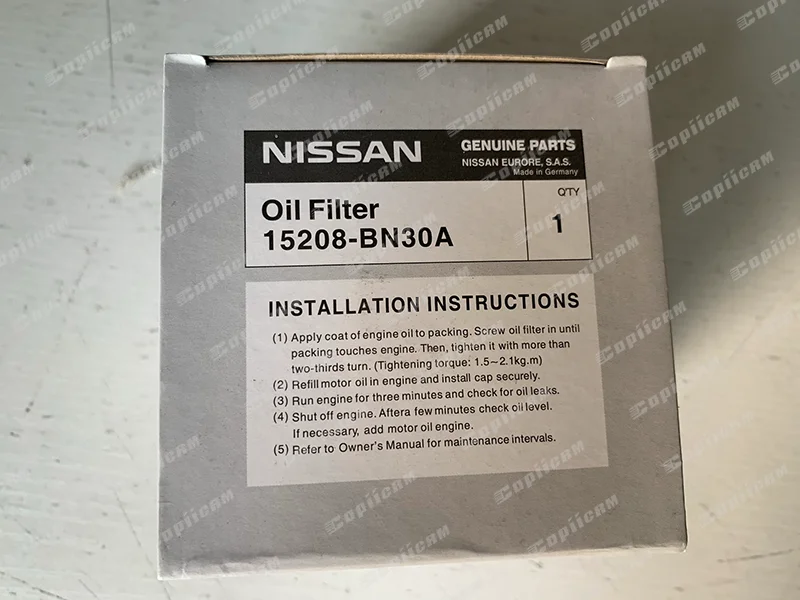 NISSAN
GENUINE PARTS
NISSAN EUROPE, S.A.S.
Made in Germany
Oil Filter
15208-BN30A
Q'TY
1
INSTALLATION INSTRUCTIONS
(1) Apply coat of engine oil to packing. Screw oil filter in until
packing touches engine. Then, tighten it with more than
two-thirds turn. (Tightening torque: 1.5~2.1kg.m)
(2) Refill motor oil in engine and install cap securely.
(3) Run engine for three minutes and check for oil leaks.
(4) Shut off engine. Aftera few minutes check oil level.
If necessary, add motor oil engine.
(5) Refer to Owner's Manual for maintenance intervals.
Copiicam